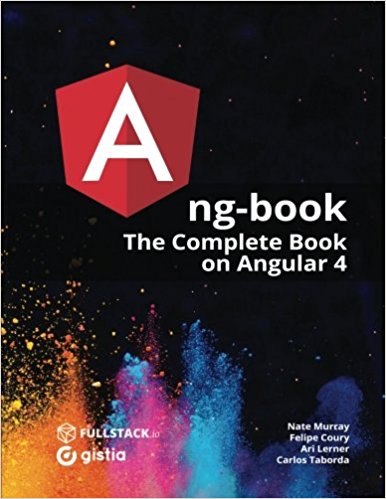 A
ng-book
The Complete Book
on Angular 4
Nate Murray
Felipe Coury
Ari Lerner
Carlos Taborda
FULLSTACK.io
gistia